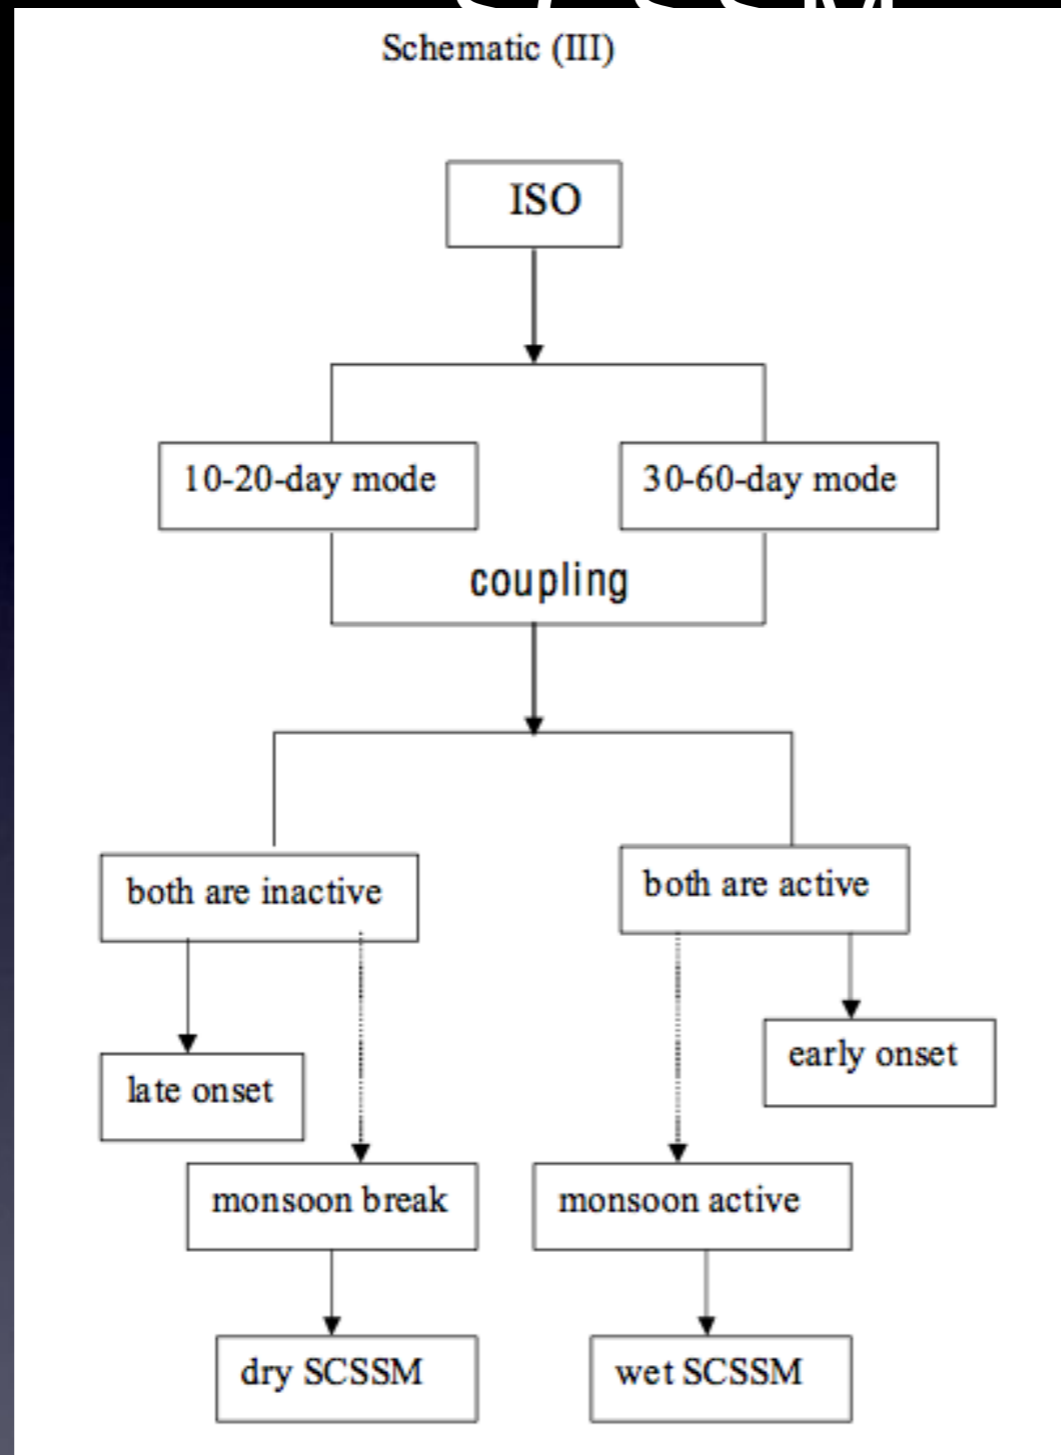 Schematic (III)
ISO
10-20-day mode
30-60-day mode
coupling
both are inactive
both are active
early onset
late onset
monsoon break
monsoon active
dry SCSSM
wet SCSSM